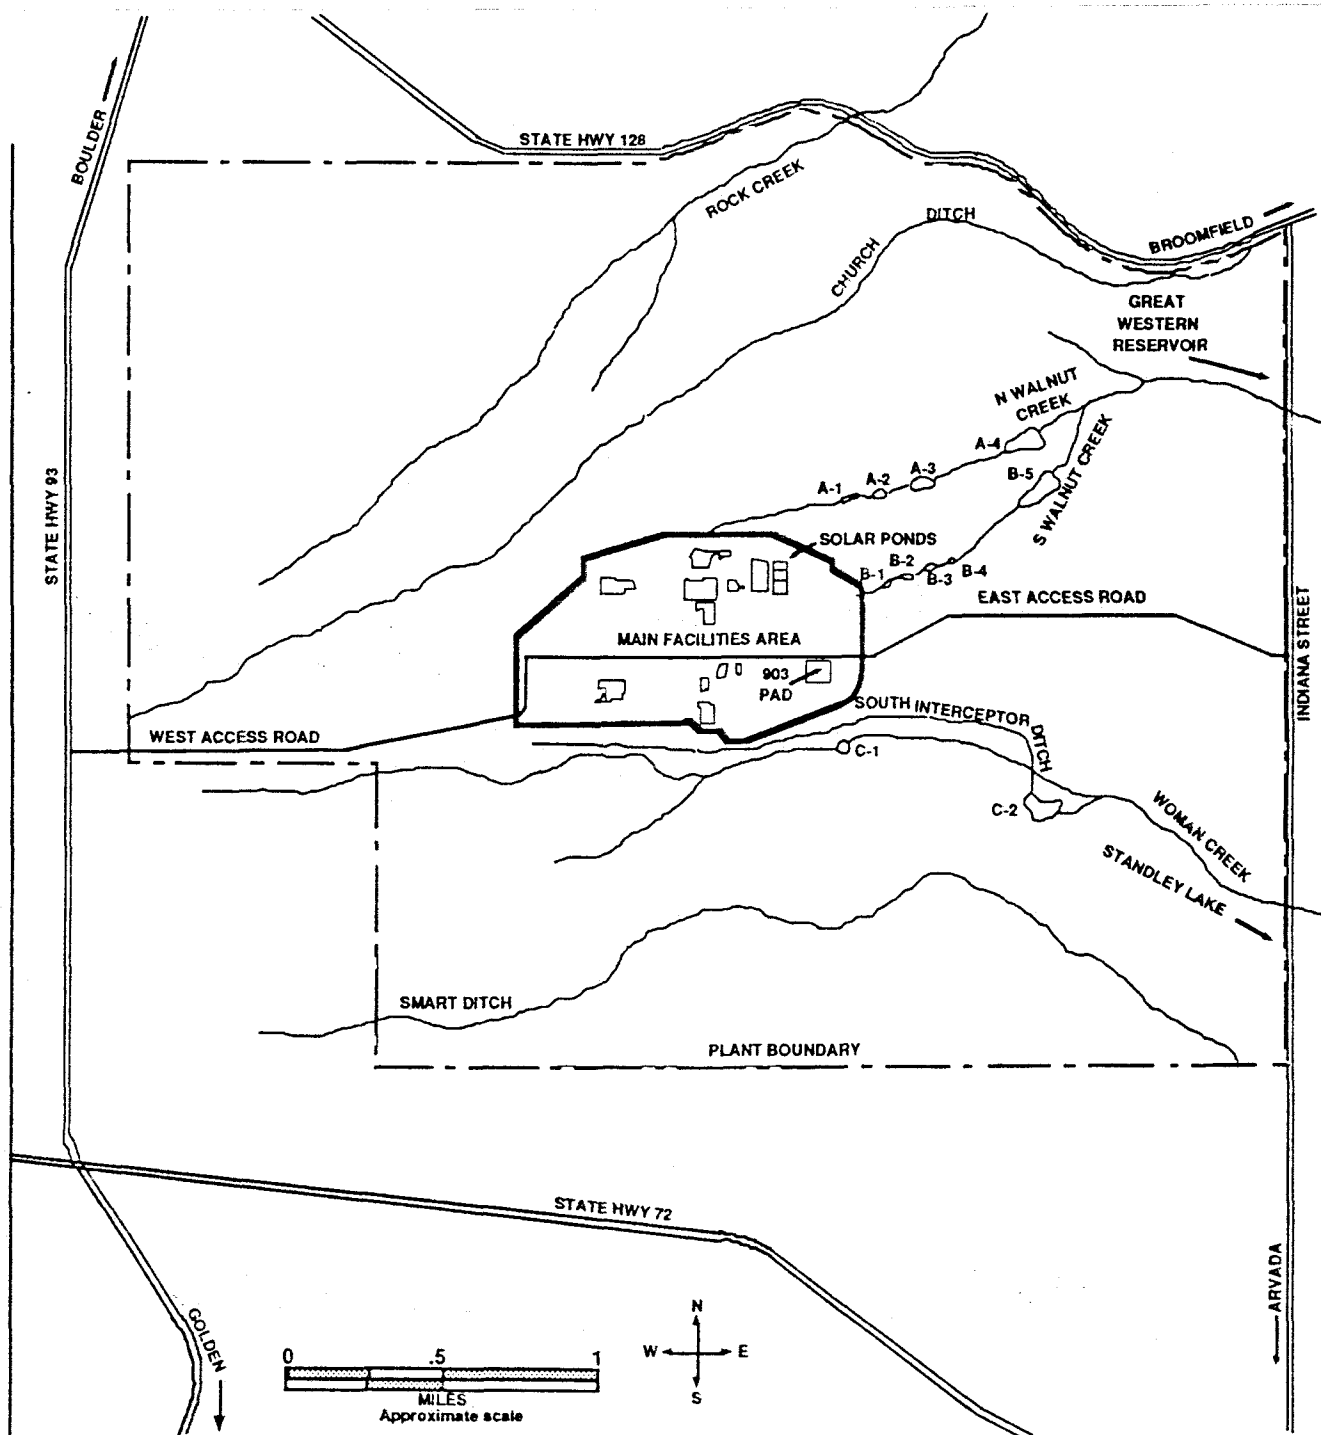 STATE HWY 128
BOULDER
ROCK CREEK
CHURCH
DITCH
BROOMFIELD
GREAT
WESTERN
RESERVOIR
N WALNUT
CREEK
A-4
A-3
A-2
A-1
B-5
S WALNUT CREEK
STATE HWY 93
SOLAR PONDS
B-1
B-2
B-3
B-4
EAST ACCESS ROAD
INDIANA STREET
MAIN FACILITIES AREA
903
PAD
WEST ACCESS ROAD
SOUTH INTERCEPTOR
DITCH
C-1
C-2
WOMAN CREEK
STANDLEY LAKE
SMART DITCH
PLANT BOUNDARY
STATE HWY 72
ARVADA
GOLDEN
N
W
E
S
0 .5 1
MILES
Approximate scale